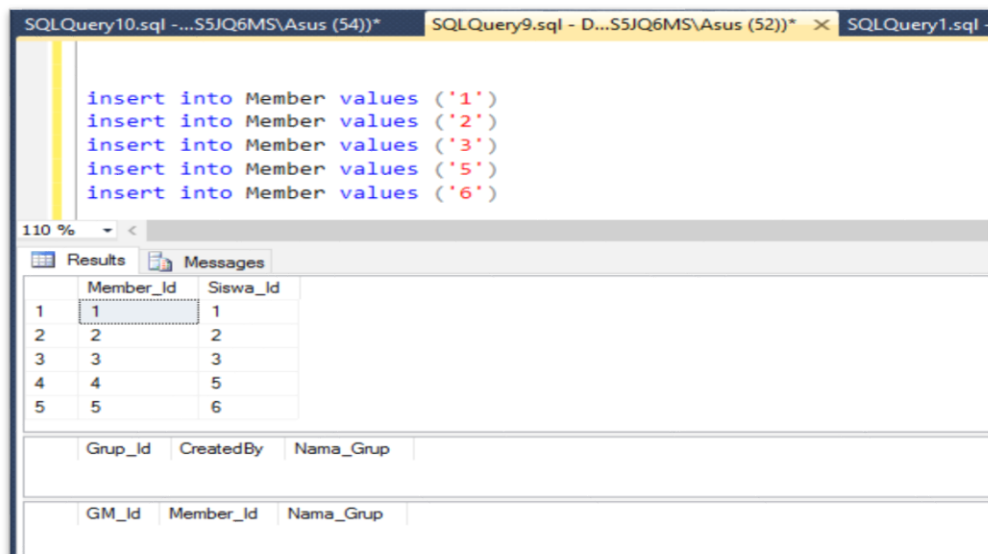 SQLQuery10.sql -...S5JQ6MS\Asus (54))* SQLQuery9.sql - D...S5JQ6MS\Asus (52))* SQLQuery1.sql -
insert into Member values ('1')
insert into Member values ('2')
insert into Member values ('3')
insert into Member values ('5')
insert into Member values ('6')
110 %
Results Messages
Member_Id Siswa_Id
1 1 1
2 2 2
3 3 3
4 4 5
5 5 6
Grup_Id CreatedBy Nama_Grup
GM_Id Member_Id Nama_Grup